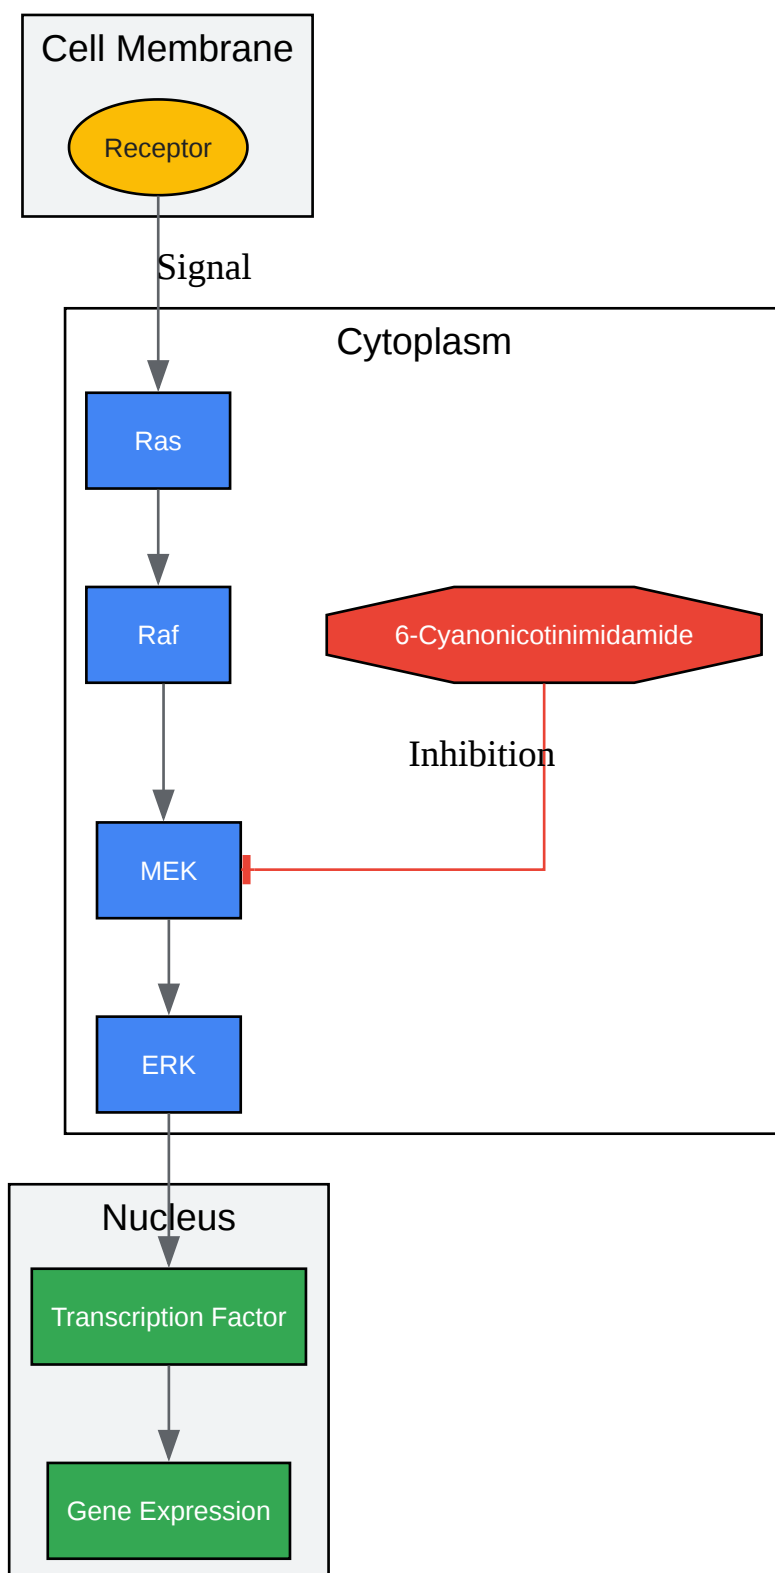 Cell Membrane
Receptor
Signal
Cytoplasm
Ras
Raf
6-Cyanonicotinimidamide
Inhibition
MEK
ERK
Nucleus
Transcription Factor
Gene Expression